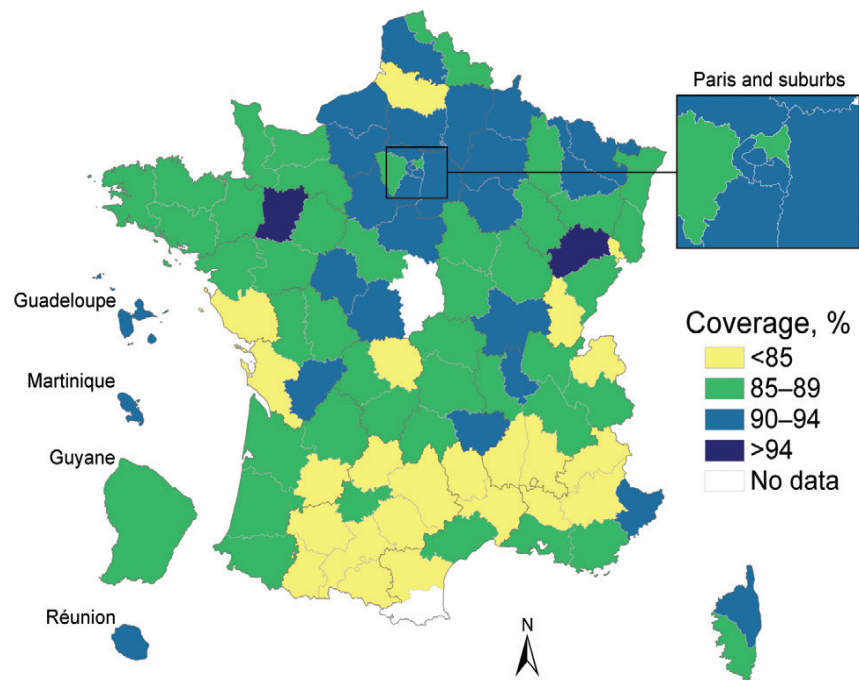 Paris and suburbs
Guadeloupe
Martinique
Guyane
Réunion
Coverage, %
<85
85–89
90–94
>94
No data
N